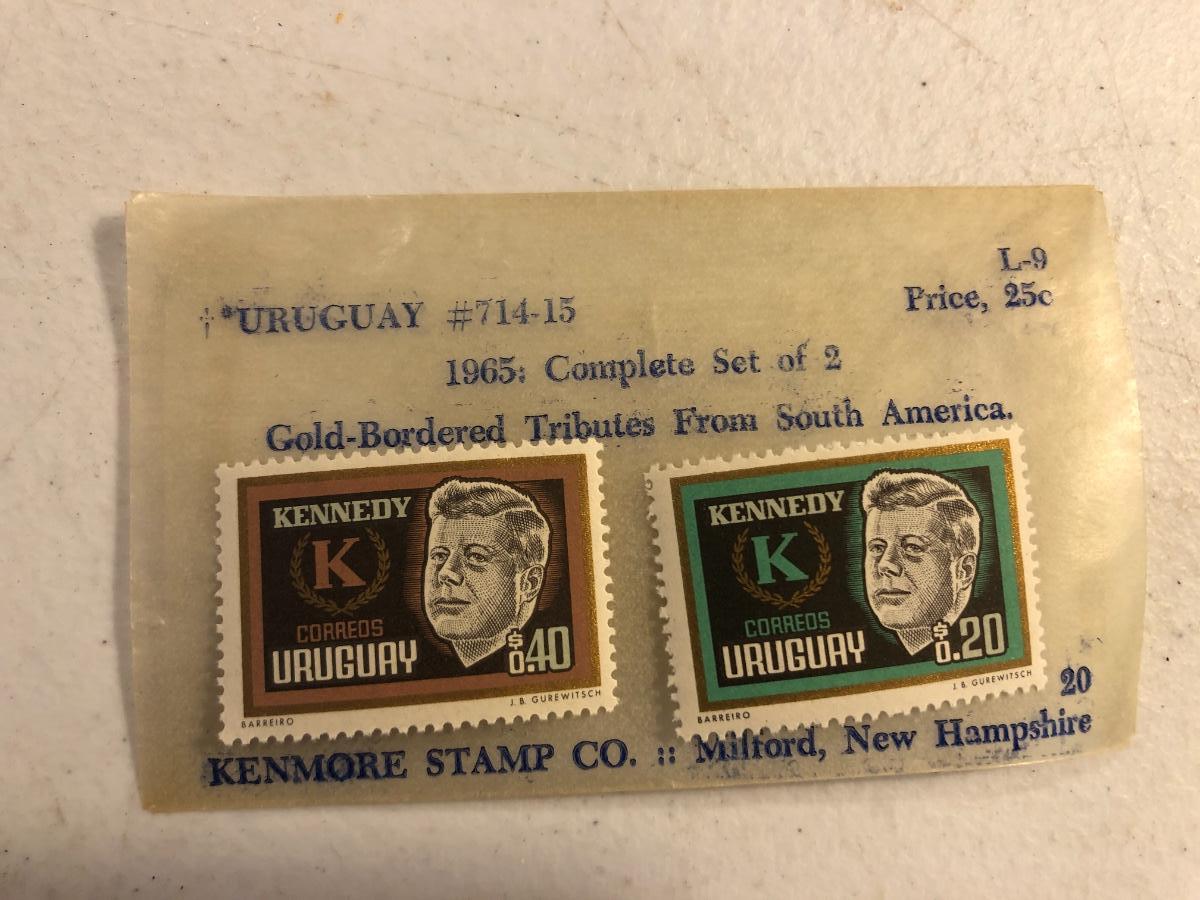 L-9
†*URUGUAY #714-15
Price, 25c
1965: Complete Set of 2
Gold-Bordered Tributes From South America.
KENNEDY
K
CORREOS
URUGUAY
$0.40
BARREIRO
J. B. GUREWITSCH
KENNEDY
K
CORREOS
URUGUAY
$0.20
BARREIRO
J. B. GUREWITSCH
20
KENMORE STAMP CO. :: Milford, New Hampshire